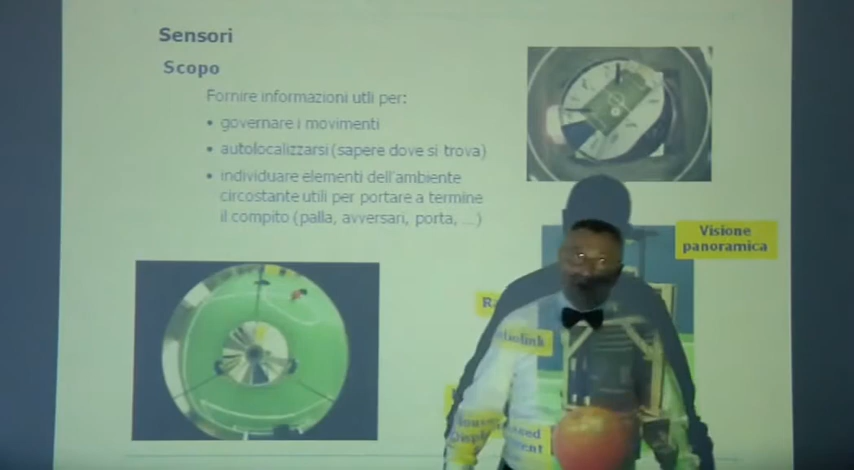 Sensori
Scopo
Fornire informazioni utli per:
• governare i movimenti
• autolocalizzarsi (sapere dove si trova)
• individuare elementi dell'ambiente
circostante utili per portare a termine
il compito (palla, avversari, porta, ...)
Visione
panoramica